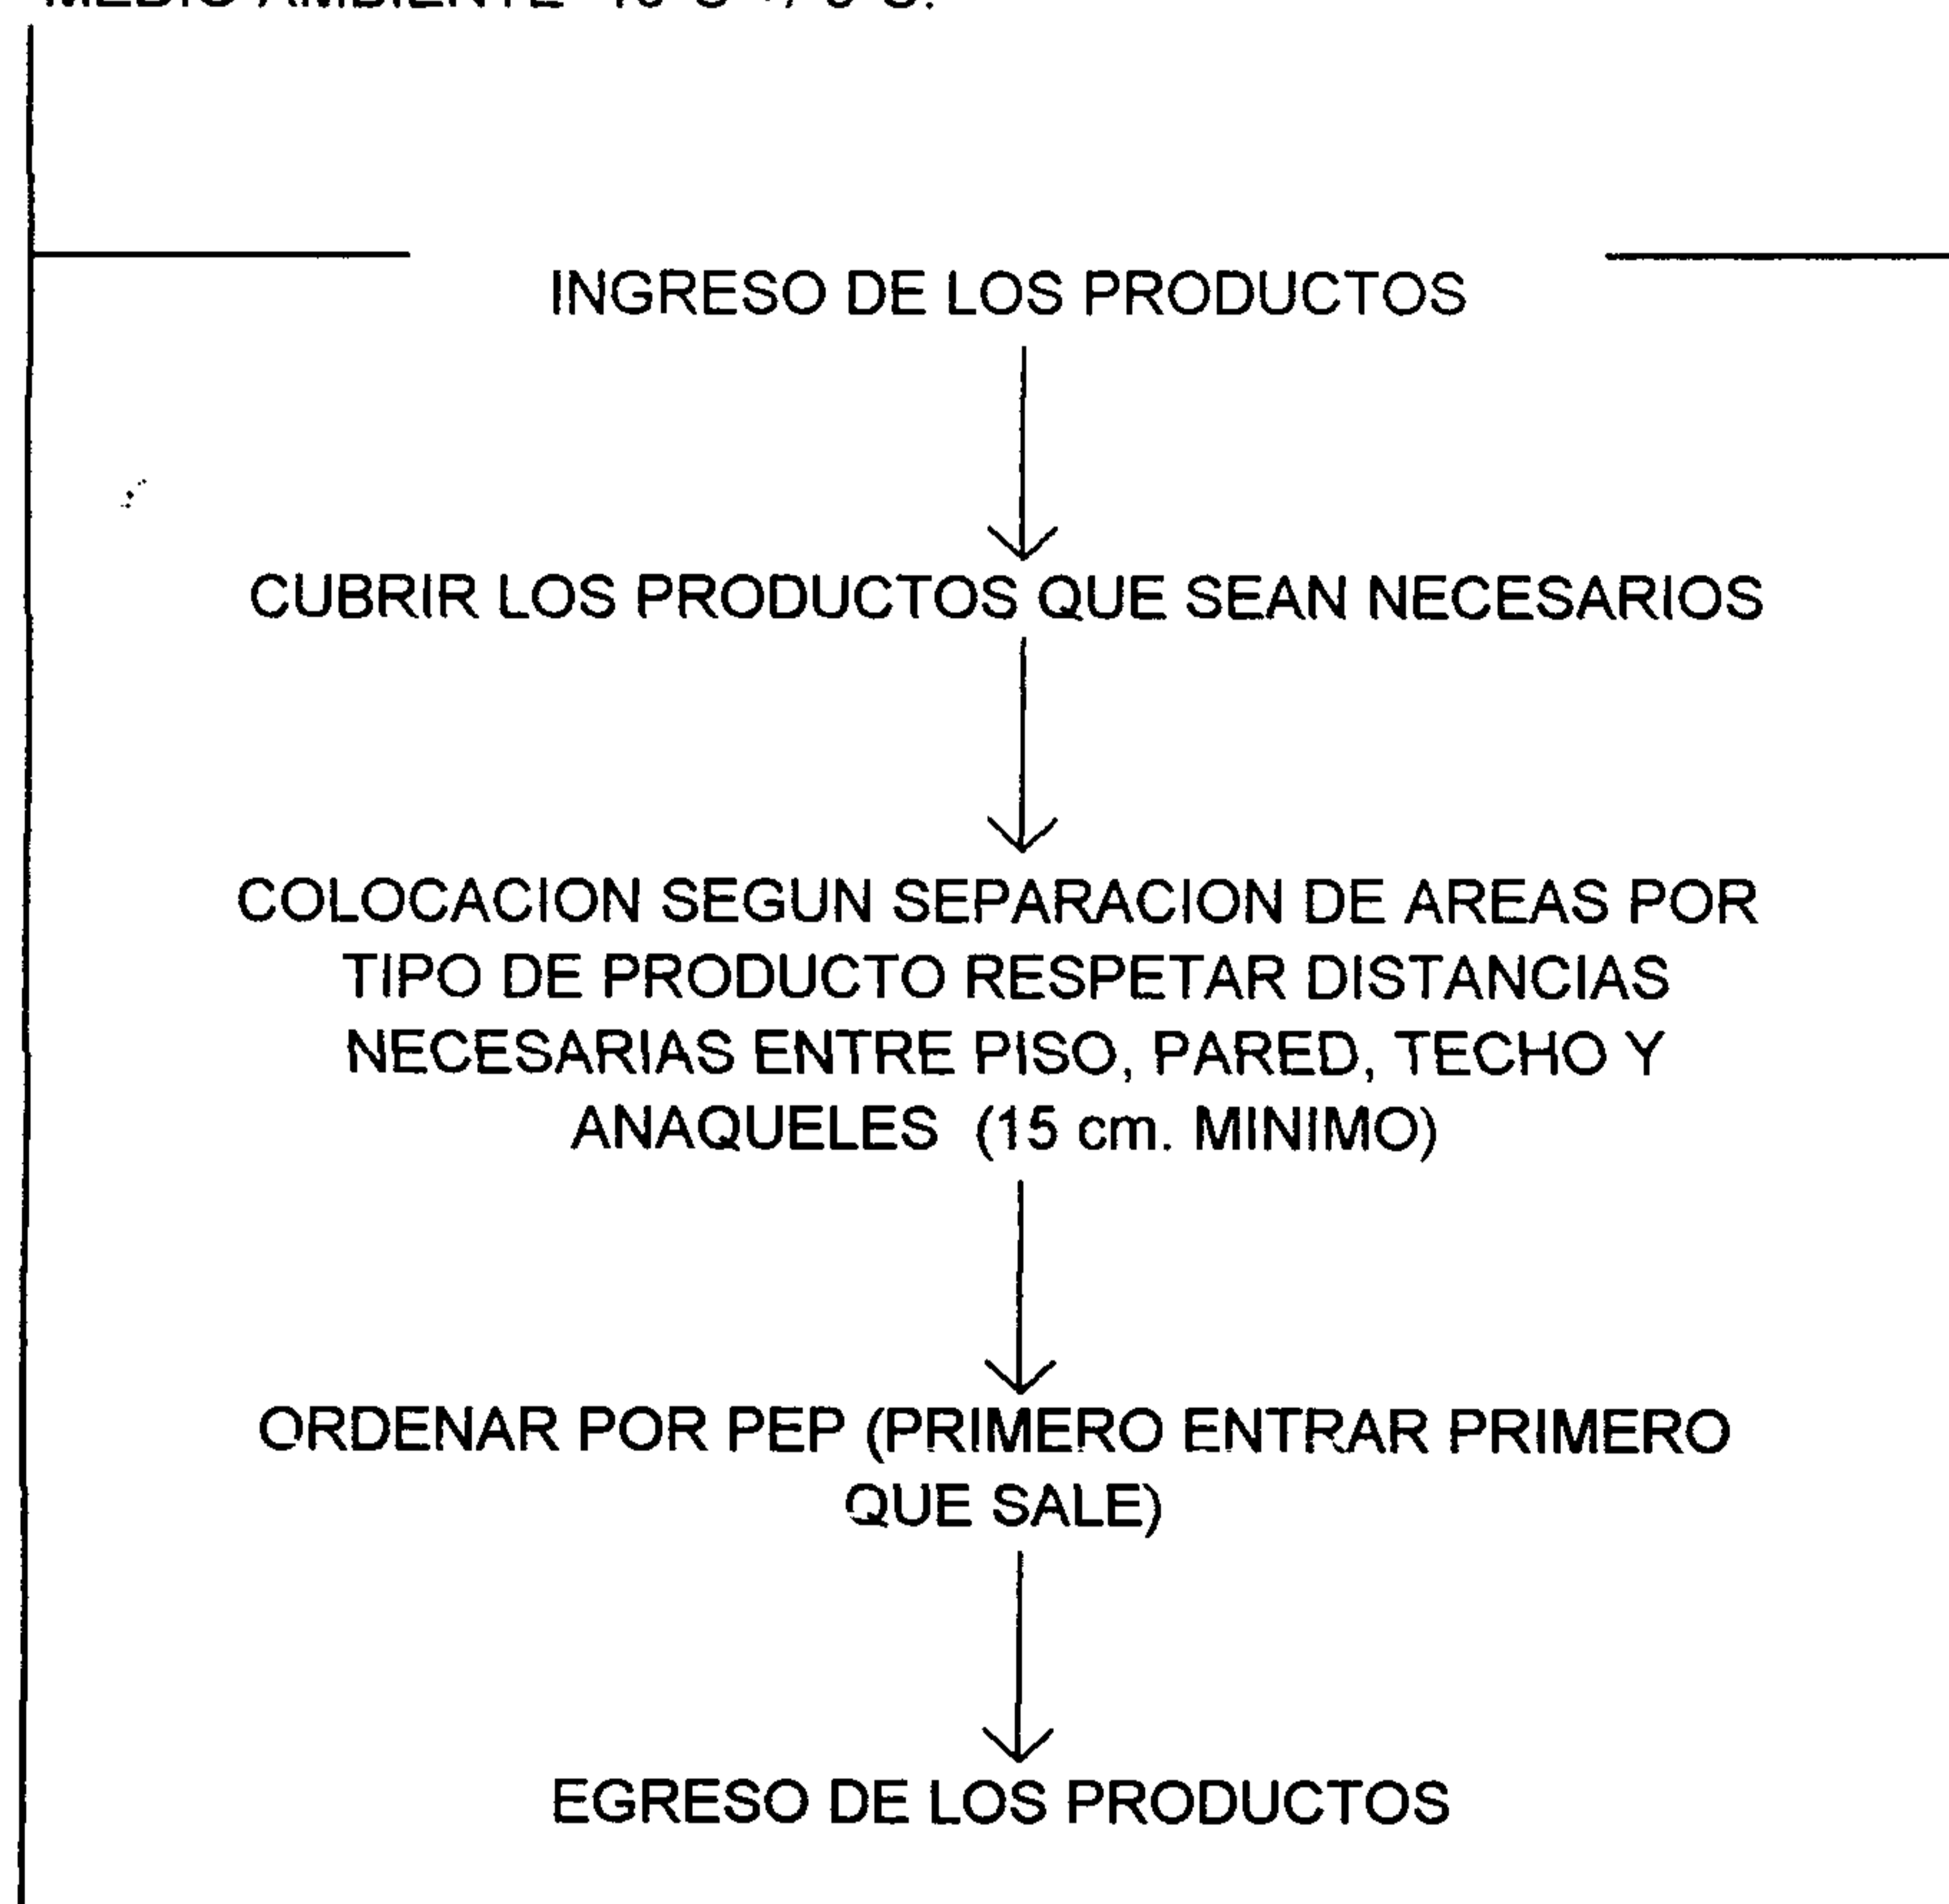 MEDIO AMBIENTE
INGRESO DE LOS PRODUCTOS
CUBRIR LOS PRODUCTOS QUE SEAN NECESARIOS
COLOCACION SEGUN SEPARACION DE AREAS POR
TIPO DE PRODUCTO RESPETAR DISTANCIAS
NECESARIAS ENTRE PISO, PARED, TECHO Y
ANAQUELES (15 cm. MINIMO)
ORDENAR POR PEP (PRIMERO ENTRAR PRIMERO
QUE SALE)
EGRESO DE LOS PRODUCTOS